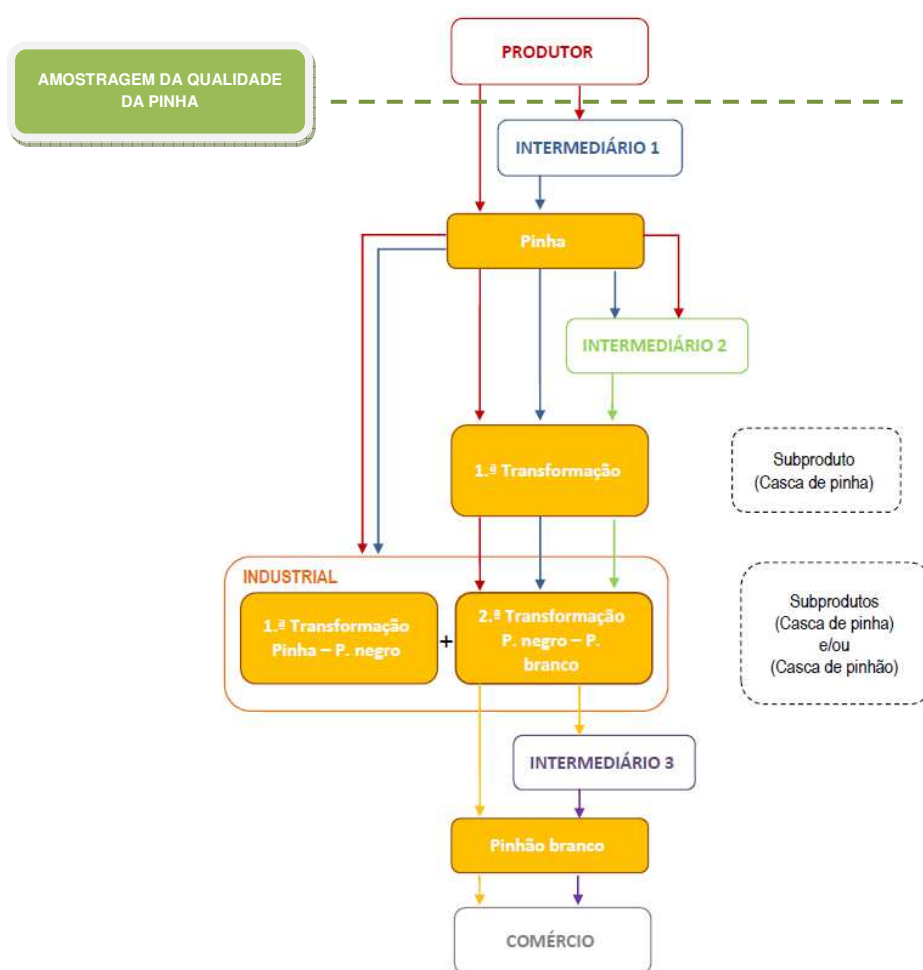 PRODUTOR
AMOSTRAGEM DA QUALIDADE
DA PINHA
INTERMEDIÁRIO 1
Pinha
INTERMEDIÁRIO 2
1.ª Transformação
Subproduto
(Casca de pinha)
INDUSTRIAL
1.ª Transformação
Pinha – P. negro
+
2.ª Transformação
P. negro – P.
branco
Subprodutos
(Casca de pinha)
e/ou
(Casca de pinhão)
INTERMEDIÁRIO 3
Pinhão branco
COMÉRCIO